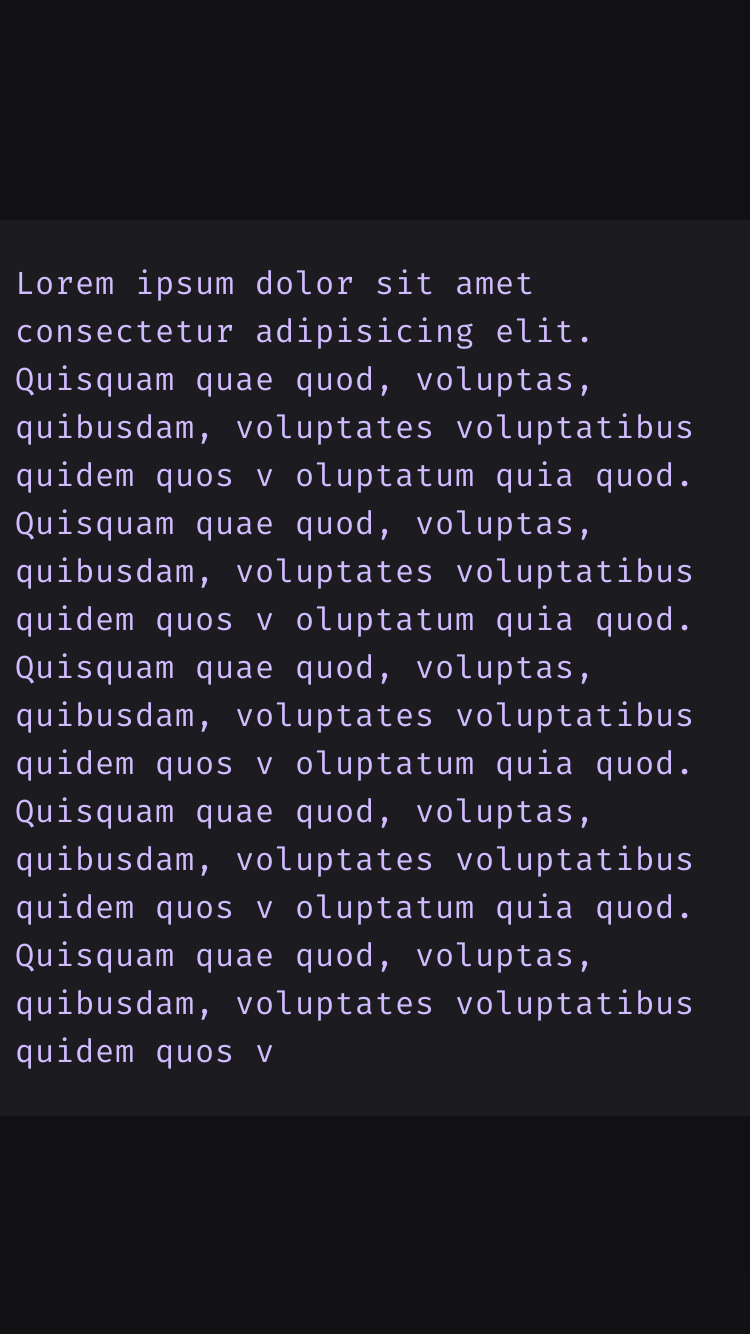 Lorem ipsum dolor sit amet
consectetur adipisicing elit.
Quisquam quae quod, voluptas,
quibusdam, voluptates voluptatibus
quidem quos v oluptatum quia quod.
Quisquam quae quod, voluptas,
quibusdam, voluptates voluptatibus
quidem quos v oluptatum quia quod.
Quisquam quae quod, voluptas,
quibusdam, voluptates voluptatibus
quidem quos v oluptatum quia quod.
Quisquam quae quod, voluptas,
quibusdam, voluptates voluptatibus
quidem quos v oluptatum quia quod.
Quisquam quae quod, voluptas,
quibusdam, voluptates voluptatibus
quidem quos v